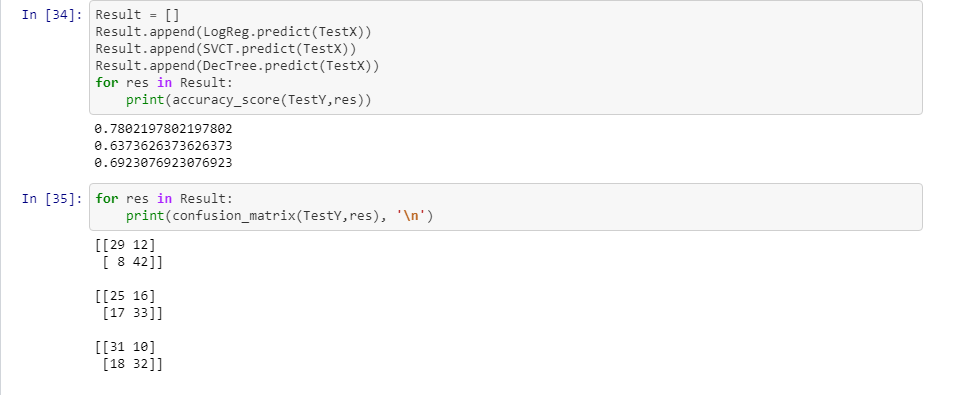 In [34]: Result = []
Result.append(LogReg.predict(TestX))
Result.append(SVCT.predict(TestX))
Result.append(DecTree.predict(TestX))
for res in Result:
    print(accuracy_score(TestY,res))
0.7802197802197802
0.6373626373626373
0.6923076923076923
In [35]: for res in Result:
    print(confusion_matrix(TestY,res), '\n')
[[29 12]
 [ 8 42]]
[[25 16]
 [17 33]]
[[31 10]
 [18 32]]